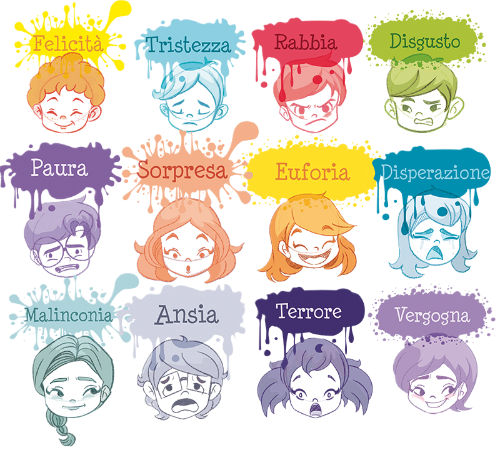 Felicità
Tristezza
Rabbia
Disgusto
Paura
Sorpresa
Euforia
Disperazione
Malinconia
Ansia
Terrore
Vergogna